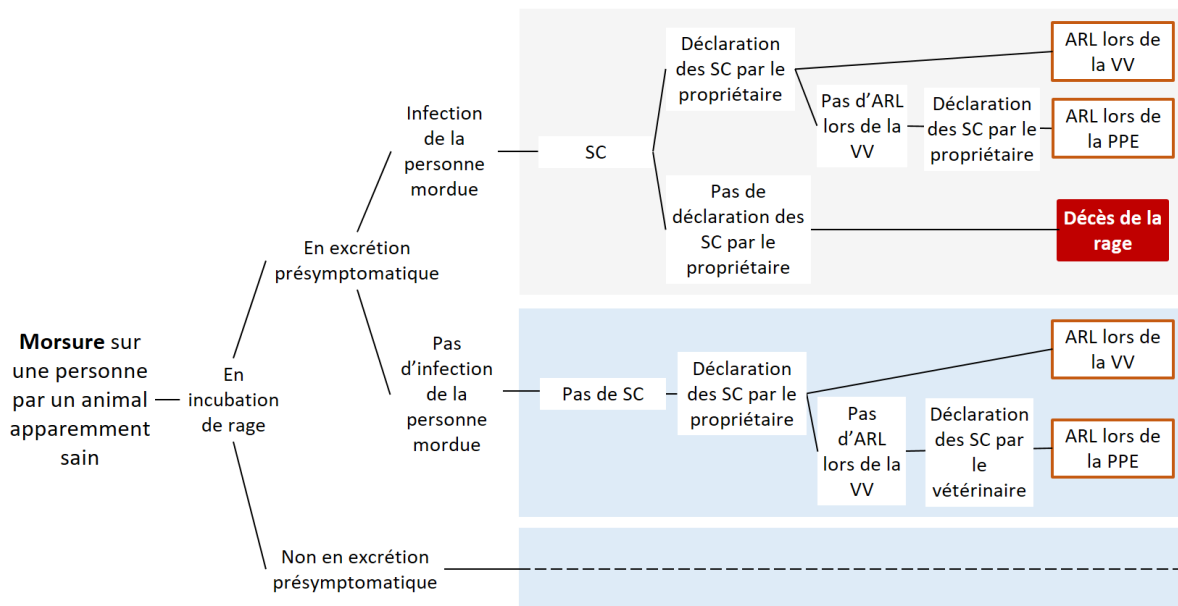 Morsure sur
une personne
par un animal
apparemment
sain
En
incubation
de rage
En excrétion
présymptomatique
Non en excrétion
présymptomatique
Infection
de la
personne
mordue
Pas
d'infection
de la
personne
mordue
SC
Déclaration
des SC par le
propriétaire
ARL lors de
la VV
Pas d'ARL
lors de la
VV
Déclaration
des SC par le
propriétaire
ARL lors de
la PPE
Pas de
déclaration des
SC par le
propriétaire
Décès de la
rage
Pas de SC
Déclaration
des SC par le
propriétaire
ARL lors de
la VV
Pas
d'ARL
lors de la
VV
Déclaration
des SC par
le
vétérinaire
ARL lors de
la PPE